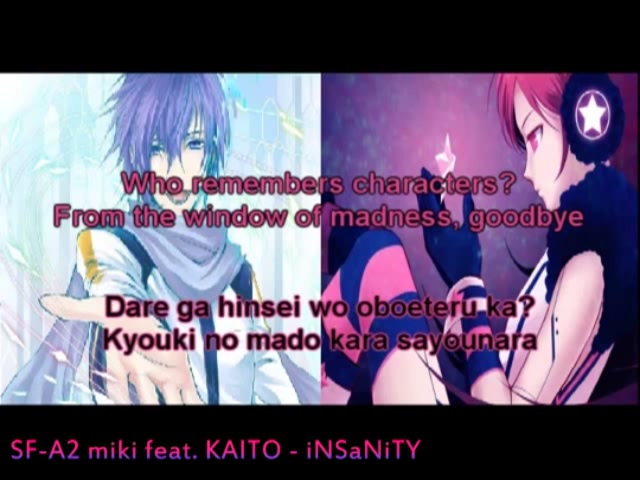 Who remembers characters?
From the window of madness, goodbye
Dare ga hinsei wo oboeteru ka?
Kyouki no mado kara sayounara
SF-A2 miki feat. KAITO - iNSaNiTY